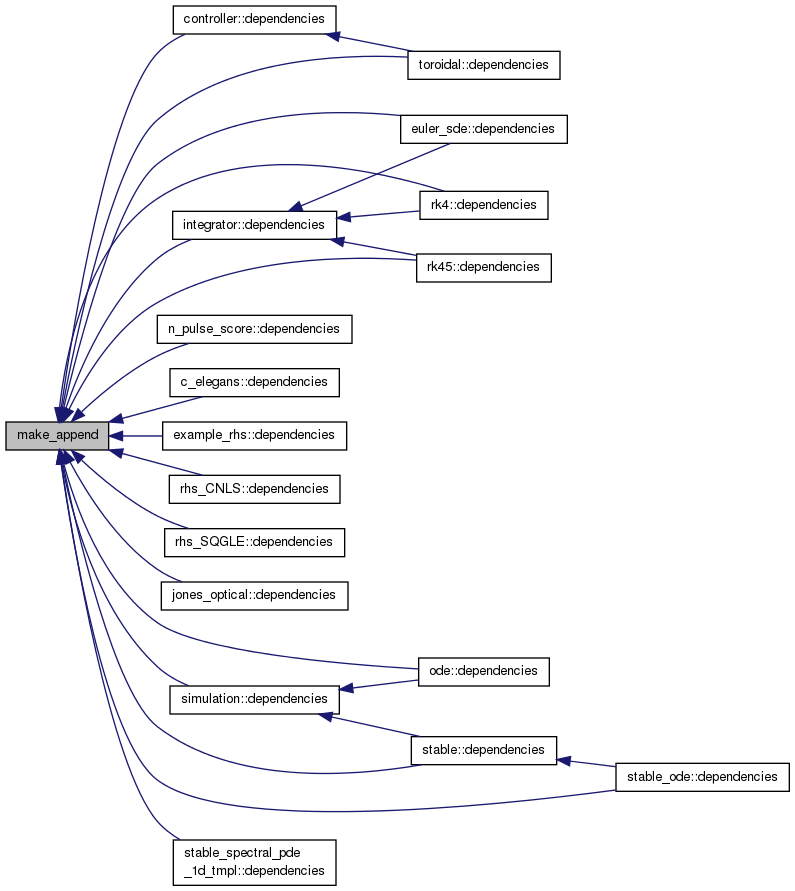 controller::dependencies
toroidal::dependencies
euler_sde::dependencies
rk4::dependencies
integrator::dependencies
rk45::dependencies
n_pulse_score::dependencies
c_elegans::dependencies
make_append
example_rhs::dependencies
rhs_CNLS::dependencies
rhs_SQGLE::dependencies
jones_optical::dependencies
ode::dependencies
simulation::dependencies
stable::dependencies
stable_ode::dependencies
stable_spectral_pde
_1d_tmpl::dependencies